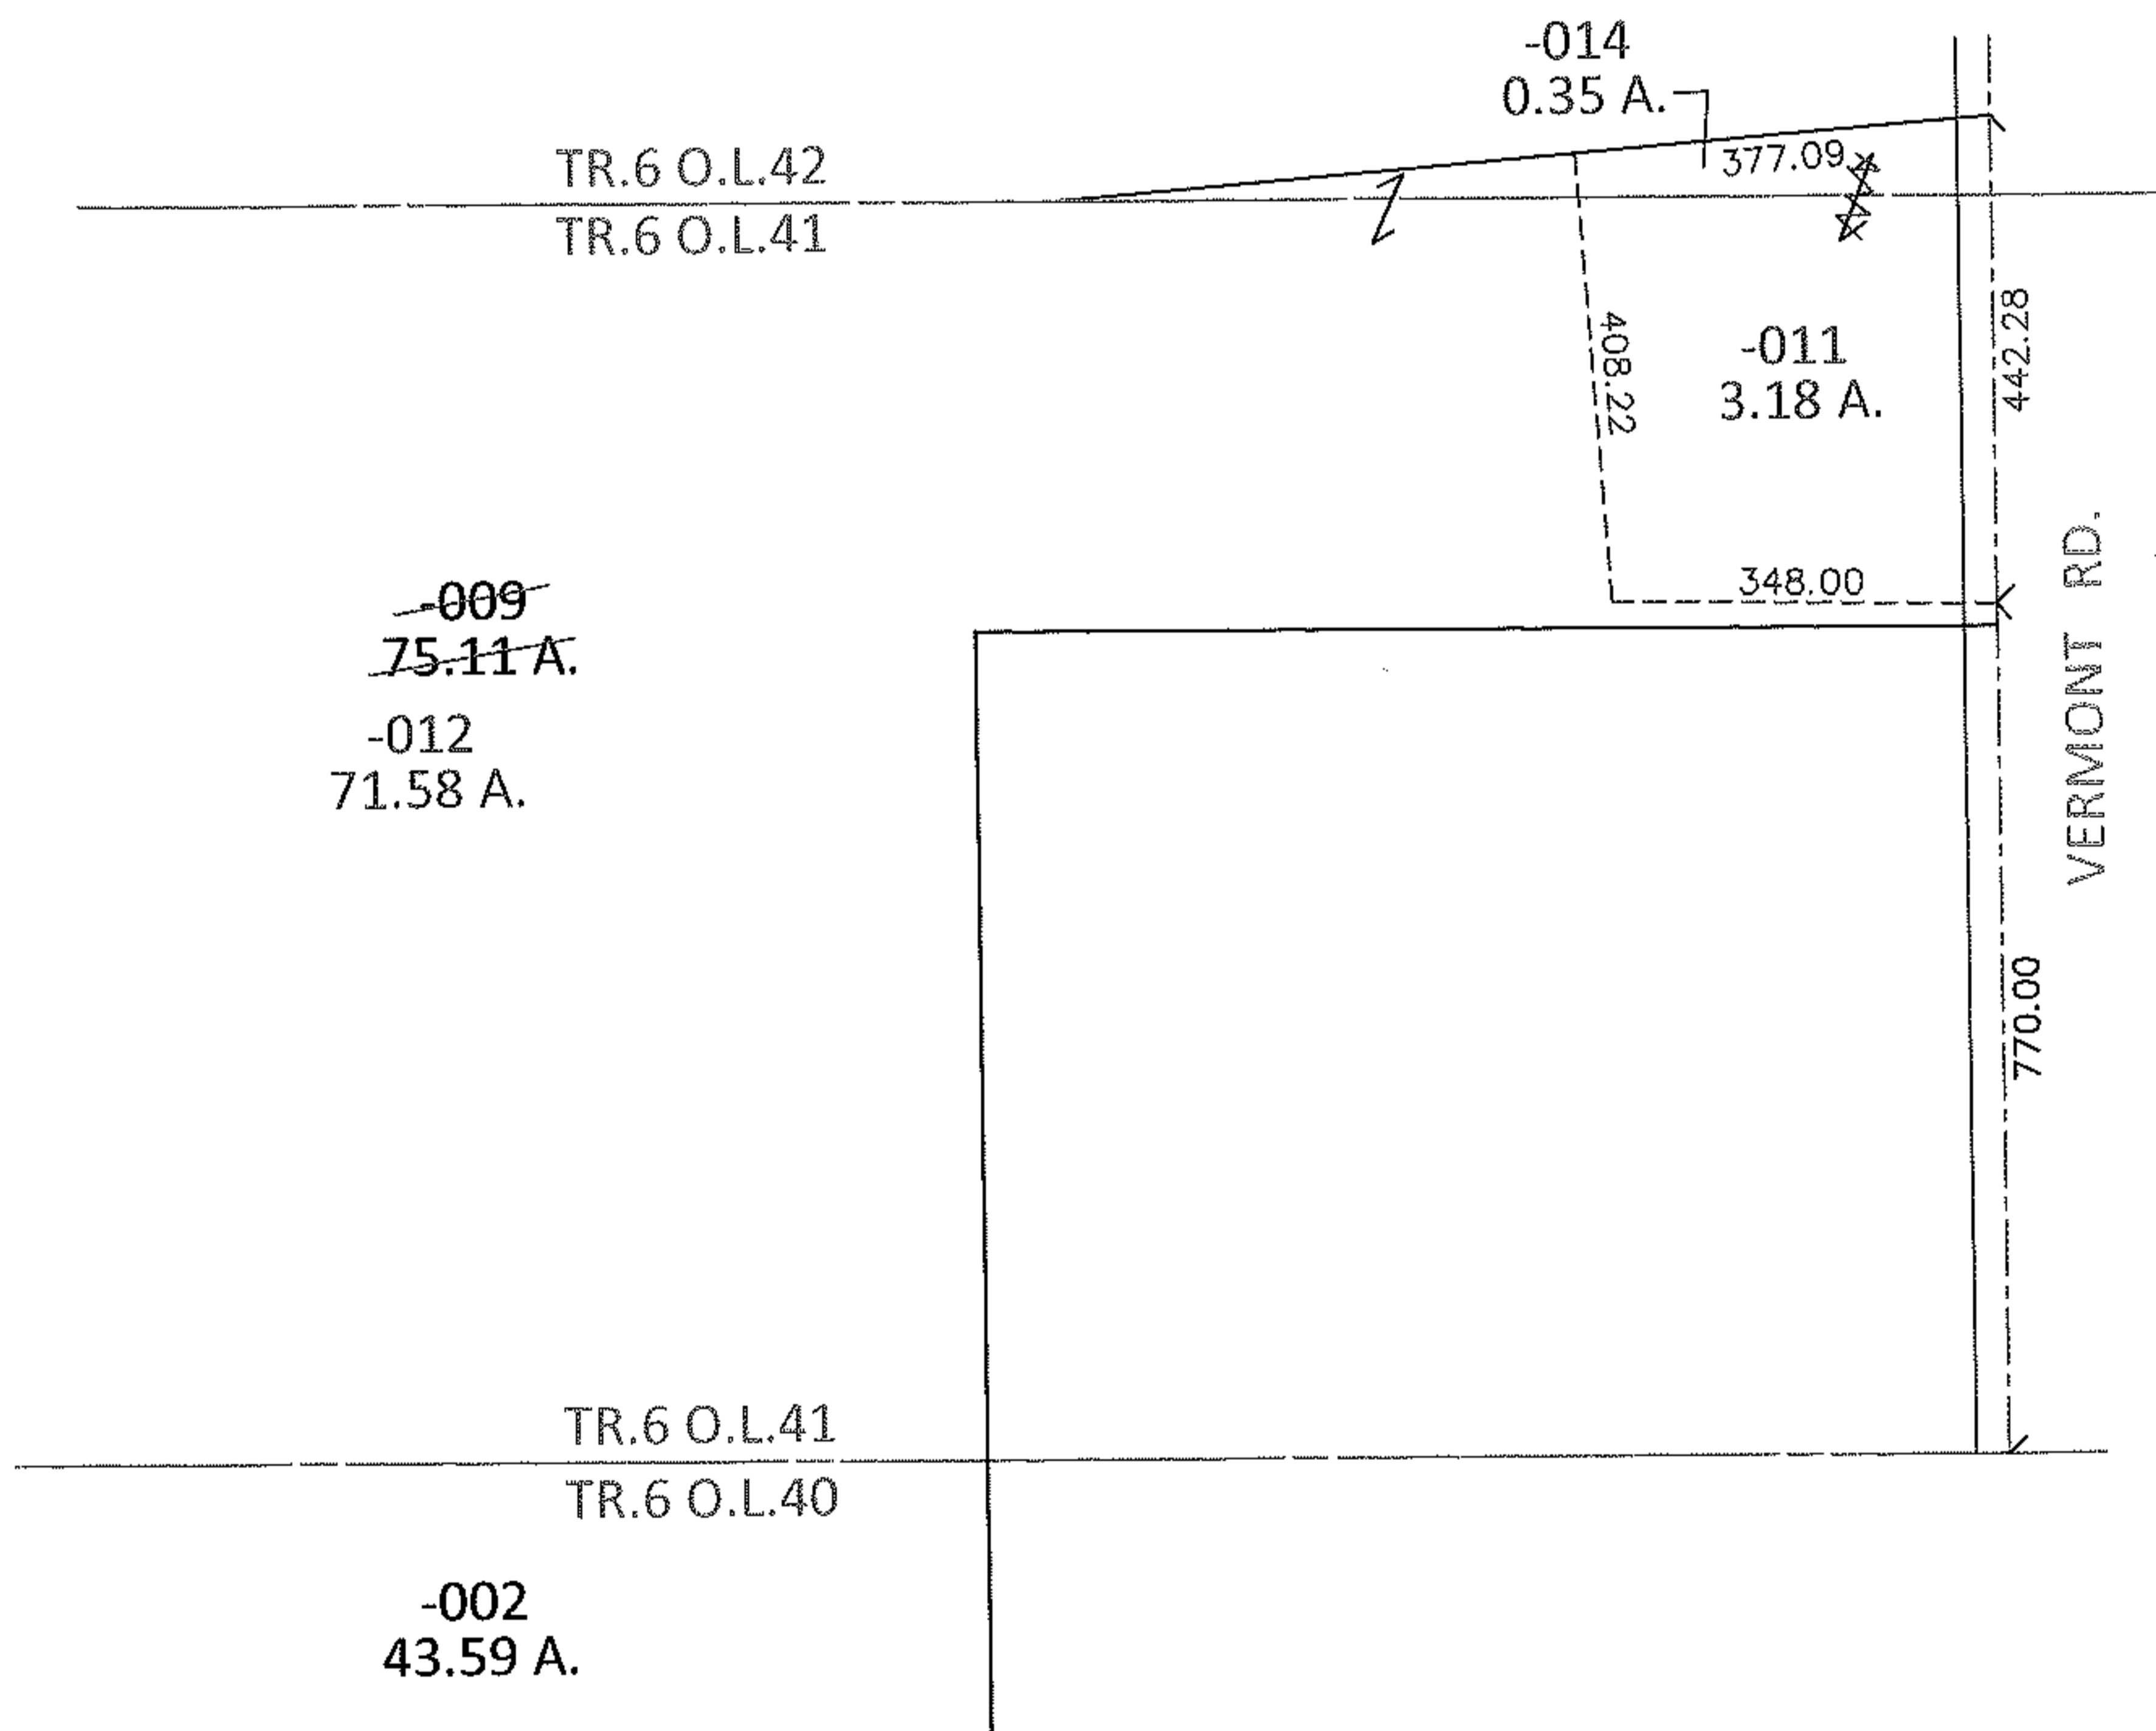 -014
0.35 A.
377.09
TR.6 O.L.42
TR.6 O.L.41
442.28
408.22
-011
3.18 A.
348.00
VERMONT RD.
-009
75.11 A.
-012
71.58 A.
770.00
TR.6 O.L.41
TR.6 O.L.40
-002
43.59 A.